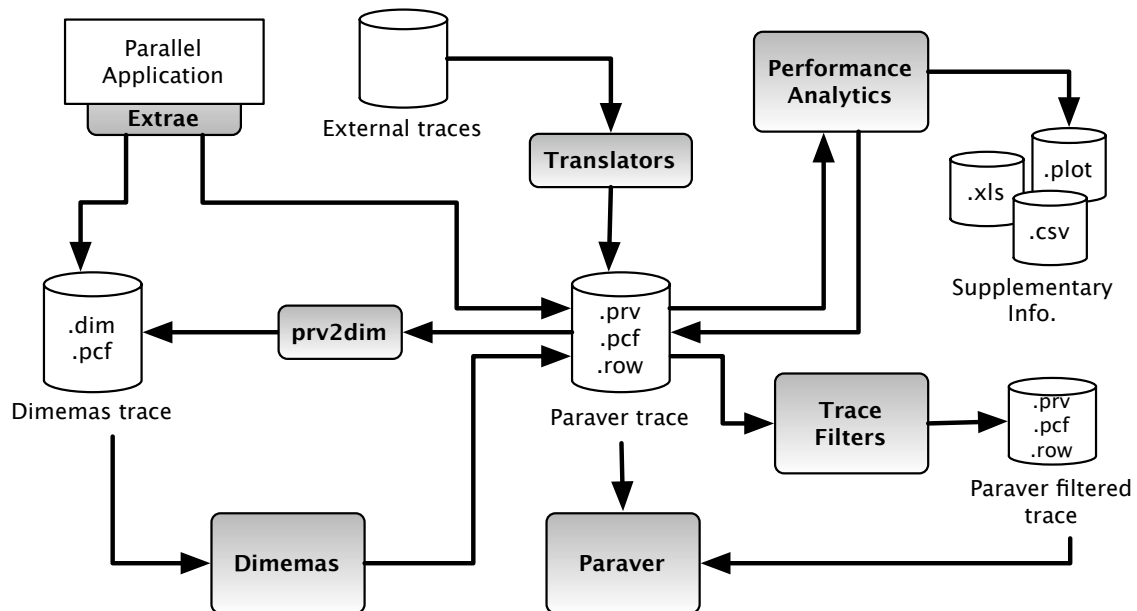 Parallel
Application
Extrae
External traces
Translators
Performance
Analytics
.plot
.xls
.csv
Supplementary
Info.
.dim
.pcf
Dimemas trace
prv2dim
.prv
.pcf
.row
Paraver trace
Trace
Filters
.prv
.pcf
.row
Paraver filtered
trace
Dimemas
Paraver